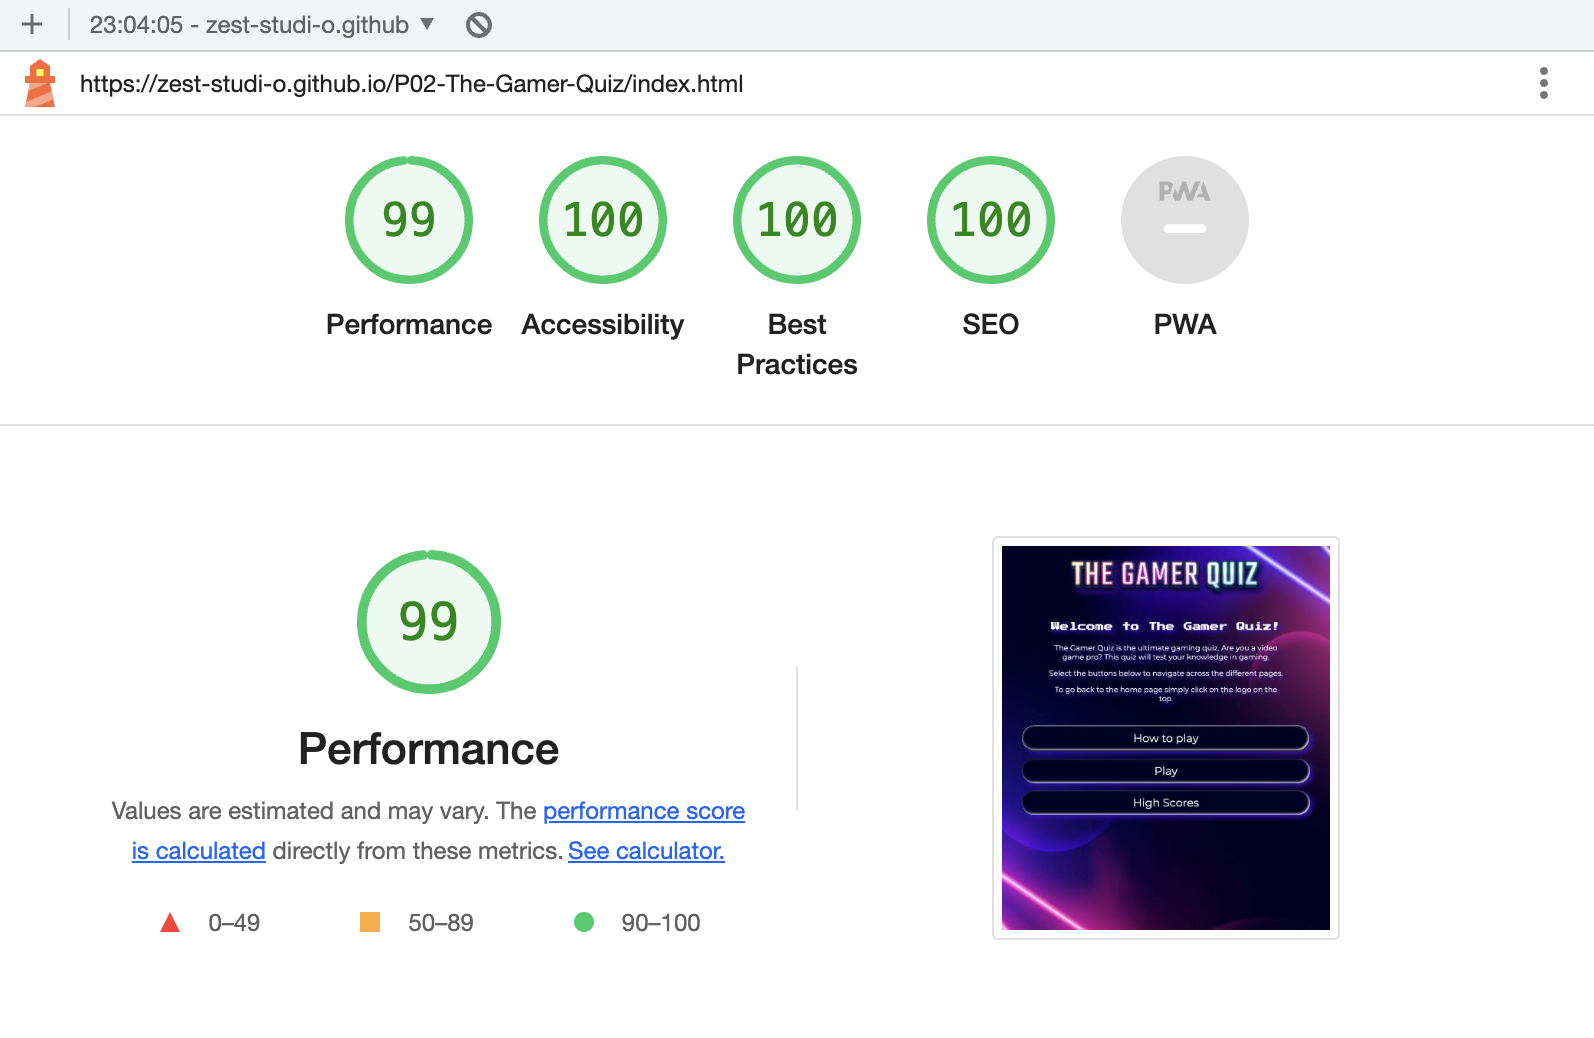 23:04:05 - zest-studi-o.github
https://zest-studi-o.github.io/P02-The-Gamer-Quiz/index.html
99
100
100
100
PWA
Performance
Accessibility
Best
Practices
SEO
PWA
99
Performance
Values are estimated and may vary. The performance score
is calculated directly from these metrics. See calculator.
0–49
50–89
90–100
THE GAMER QUIZ
Welcome to The Gamer Quiz!
The Gamer Quiz is the ultimate gaming quiz. Are you a video
game pro? This quiz will test your knowledge in gaming.
Select the buttons below to navigate across the different pages.
To go back to the home page simply click on the logo on the
top.
How to play
Play
High Scores